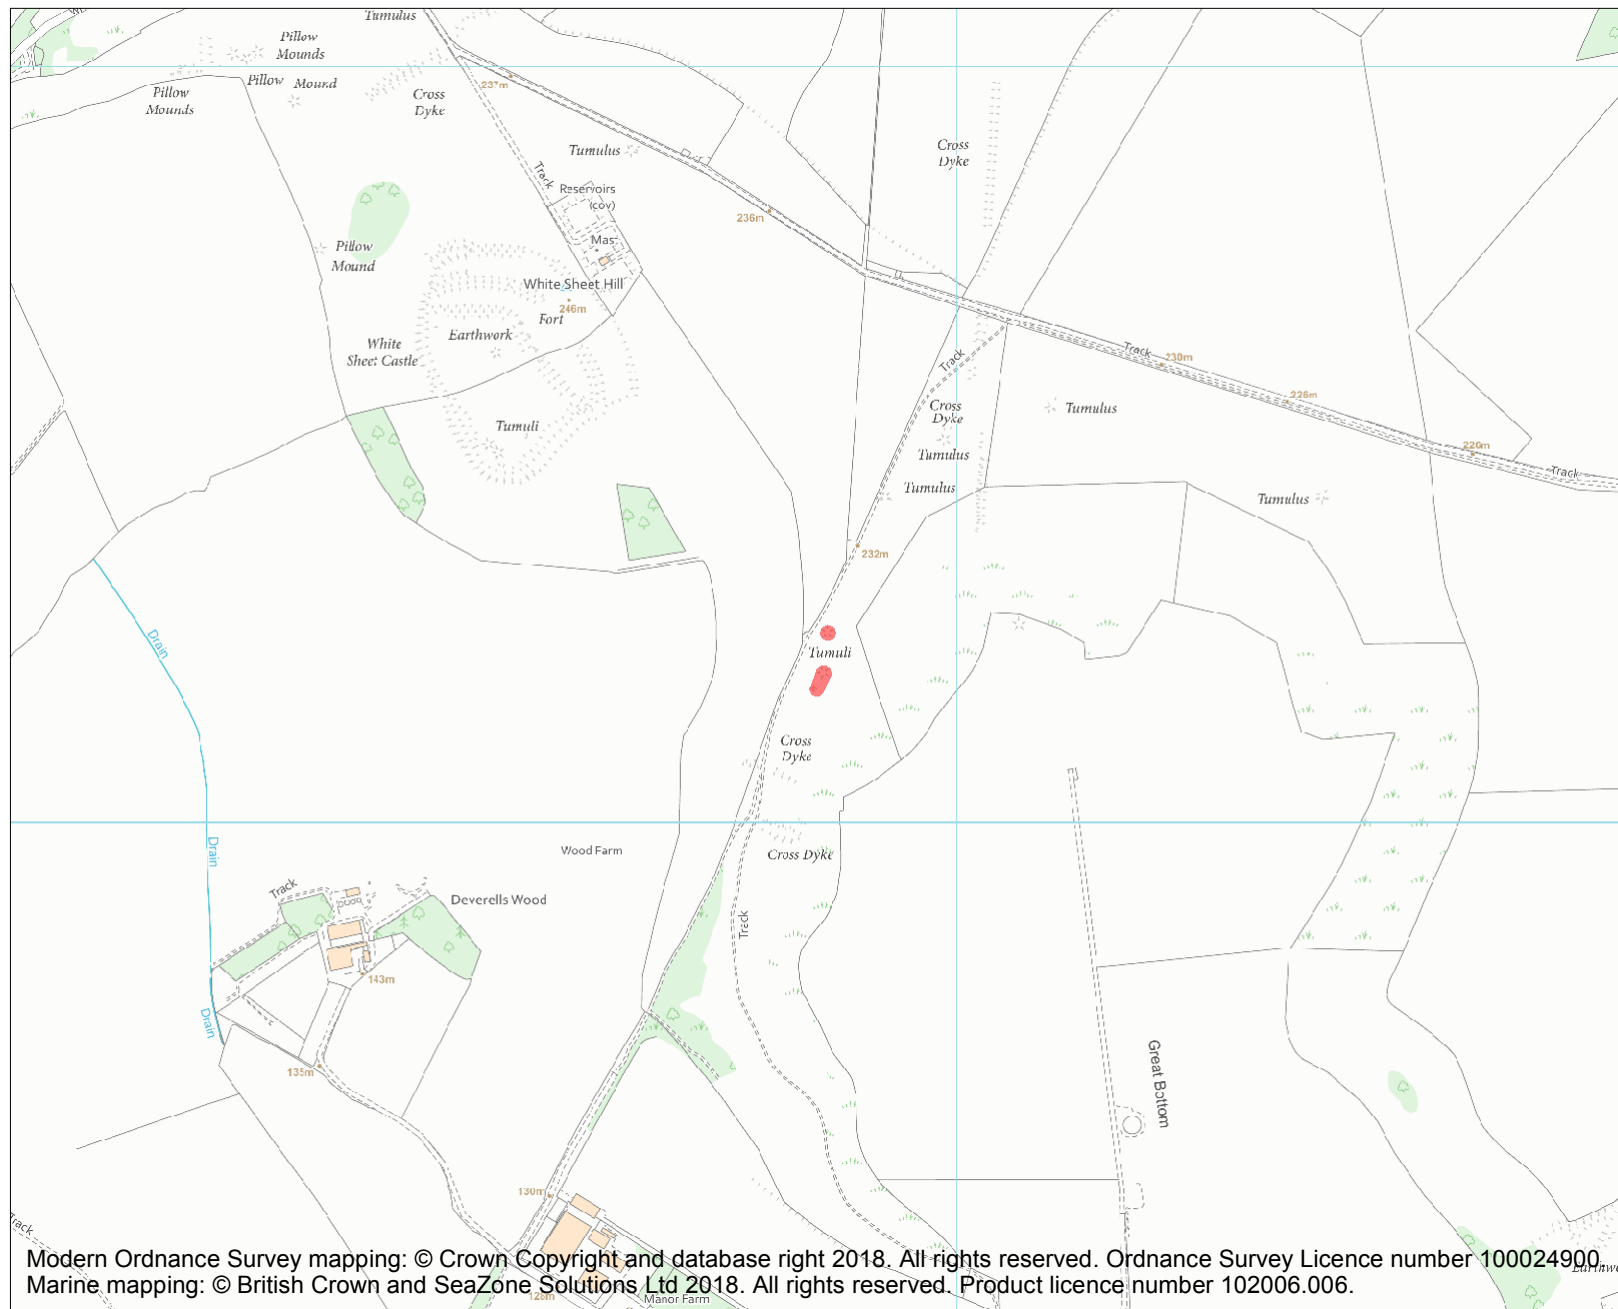 Tumulus
Pillow
Mounds
Pillow Mound
Pillow
Mounds
Cross
Dyke
237m
Tumulus
Track
Reservoirs
(cov)
Mas
236m
Cross
Dyke
Pillow
Mound
White Sheet Hill
246m
Fort
Earthwork
White
Sheet Castle
Tumuli
Track
Track
230m
226m
220m
Track
Cross
Dyke
Tumulus
Tumulus
Tumulus
Tumulus
232m
Drain
Tumuli
Cross
Dyke
Drain
Wood Farm
Cross Dyke
Track
Deverells Wood
Track
143m
Drain
135m
Great Bottom
130m
Track
Modern Ordnance Survey mapping: © Crown Copyright and database right 2018. All rights reserved. Ordnance Survey Licence number 100024900.
Marine mapping: © British Crown and SeaZone Solutions Ltd 2018. All rights reserved. Product licence number 102006.006.
126m
Manor Farm